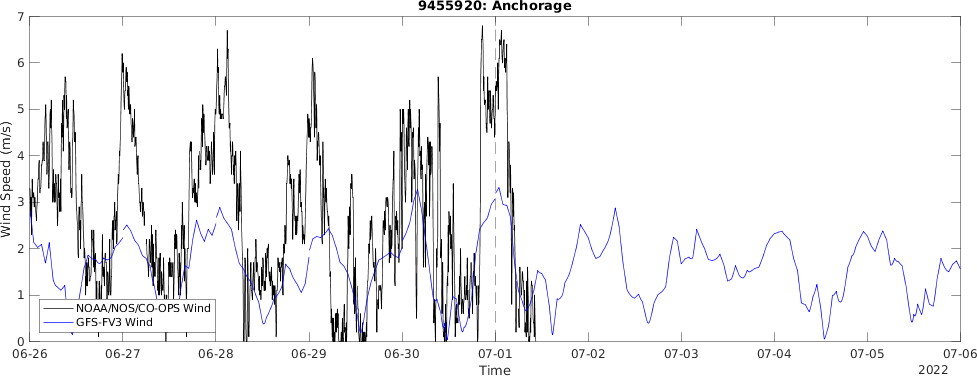 9455920: Anchorage
Wind Speed (m/s)
7
6
5
4
3
2
1
0
NOAA/NOS/CO-OPS Wind
GFS-FV3 Wind
06-26 06-27 06-28 06-29 06-30 07-01 07-02 07-03 07-04 07-05 07-06
Time
2022